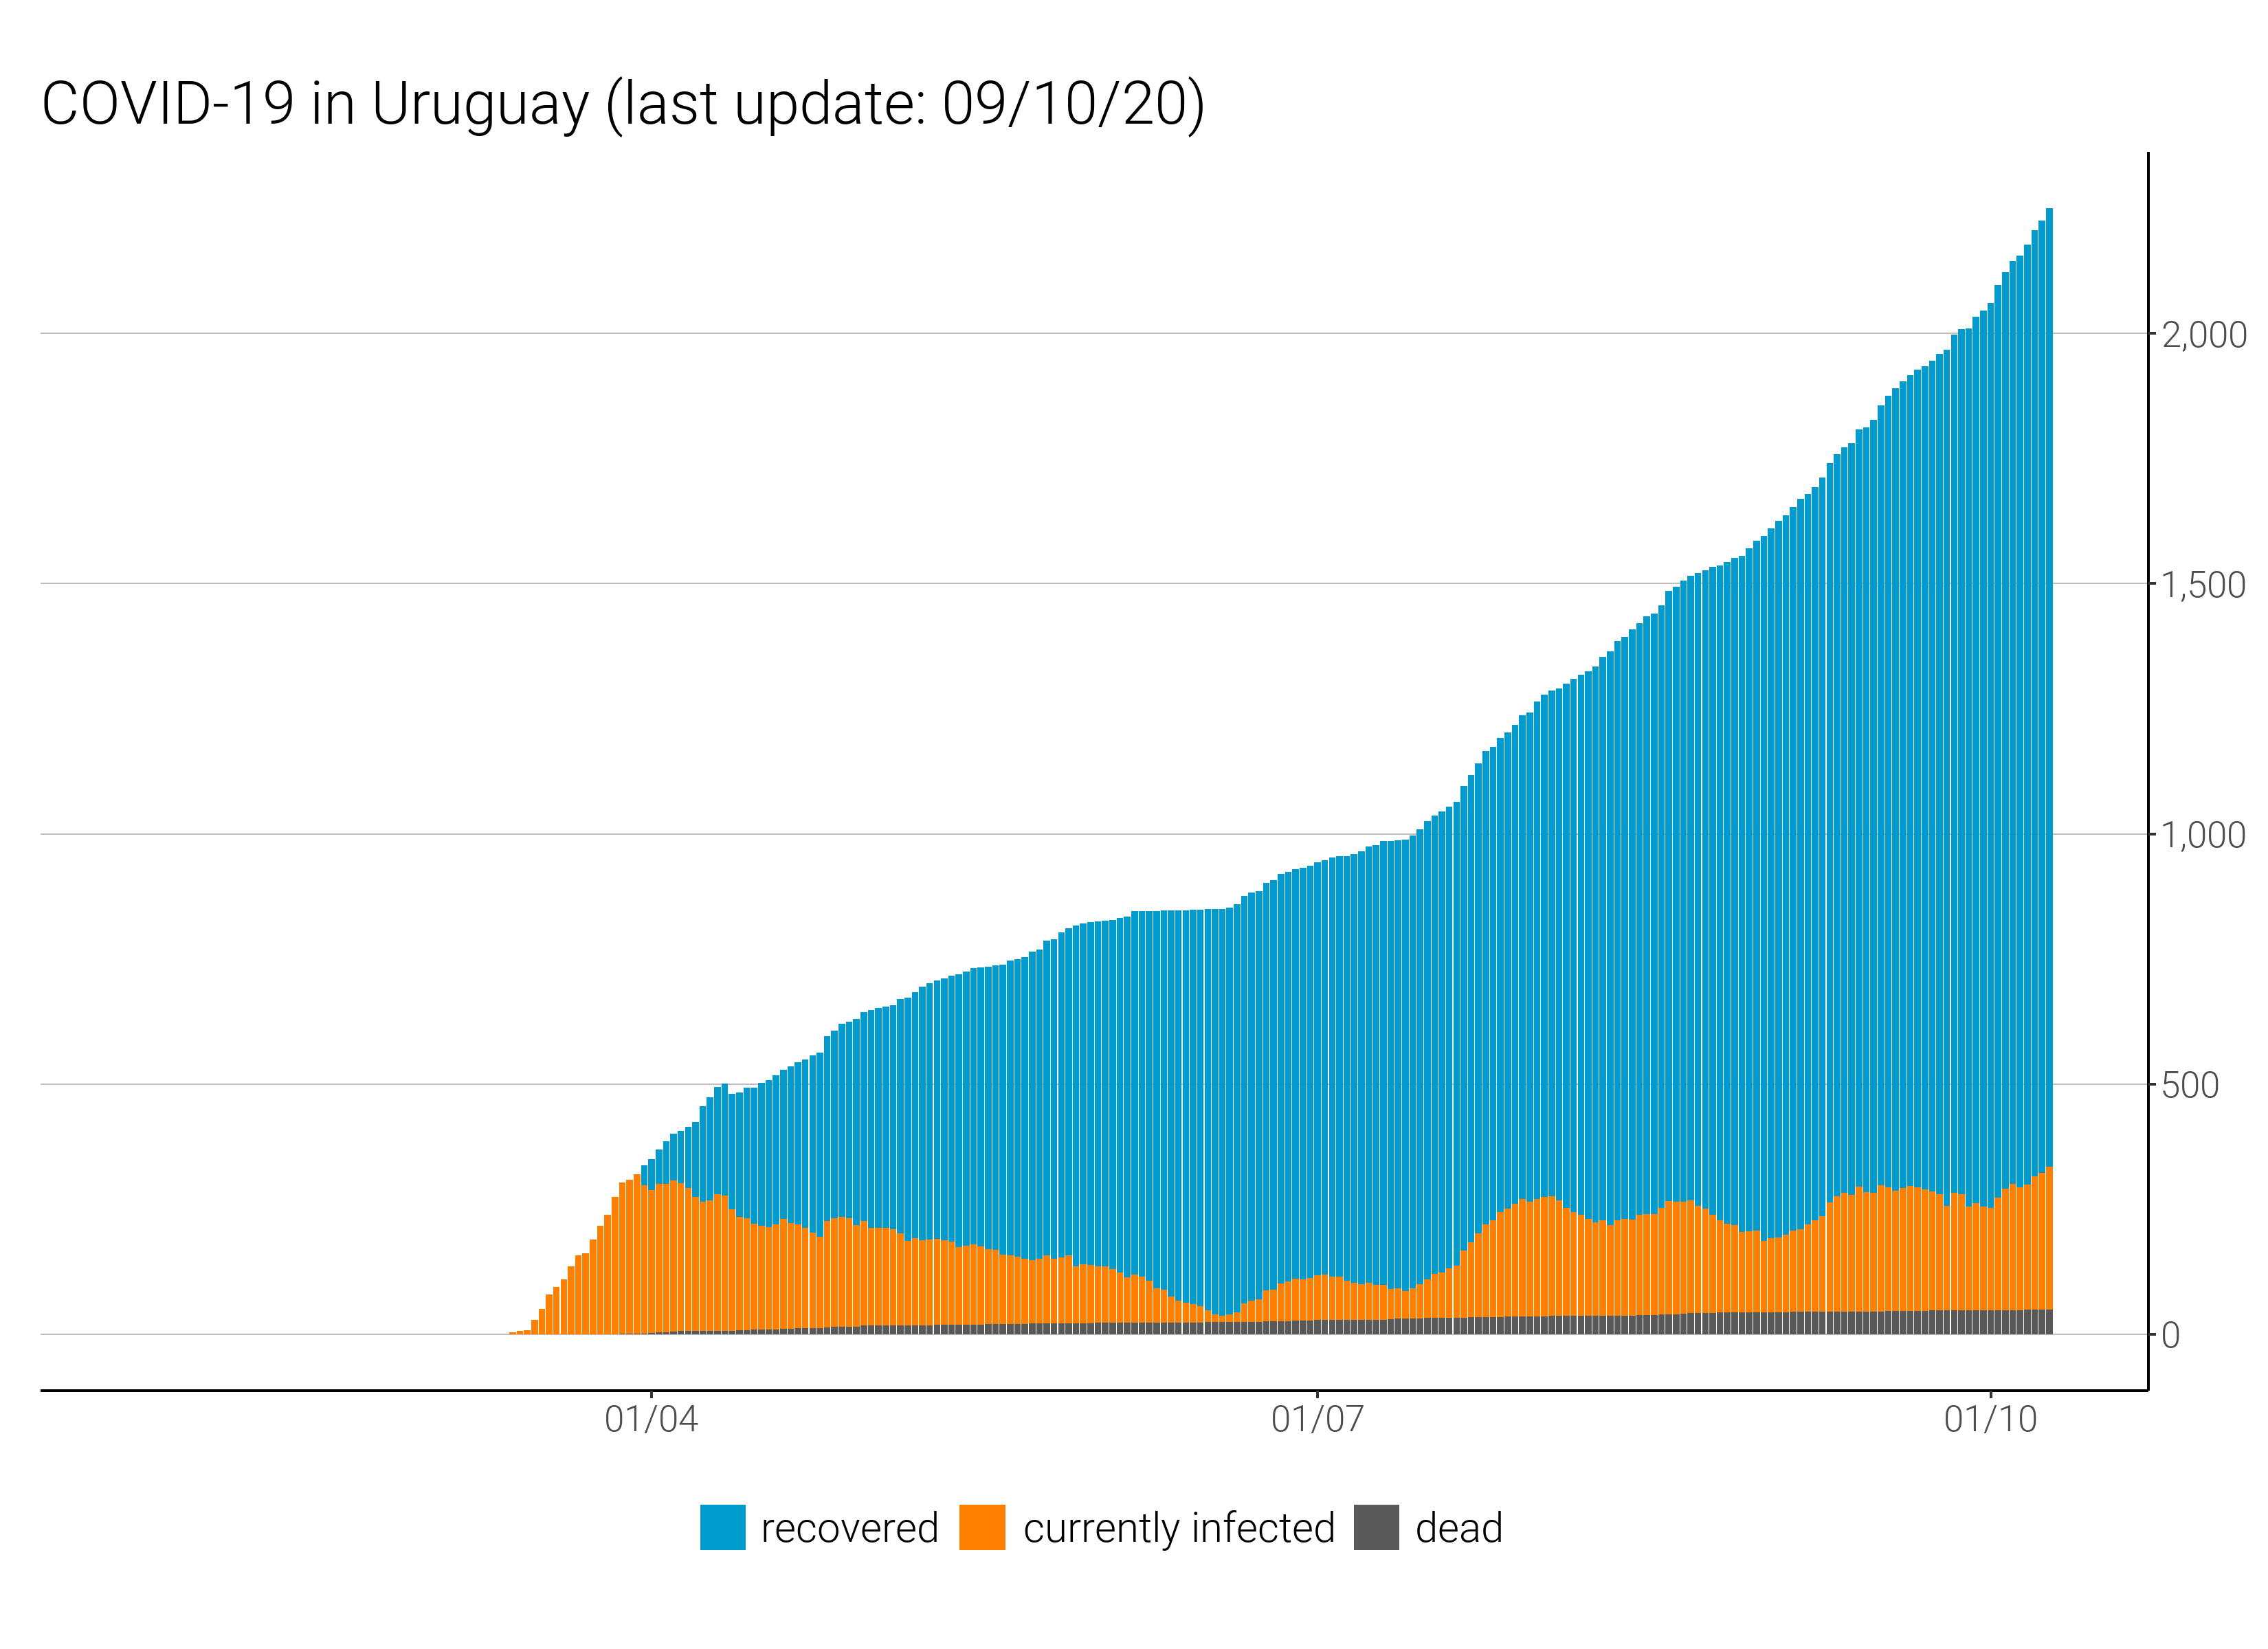 COVID-19 in Uruguay (last update: 09/10/20)
2,000
1,500
1,000
500
0
01/04 01/07 01/10
recovered currently infected dead